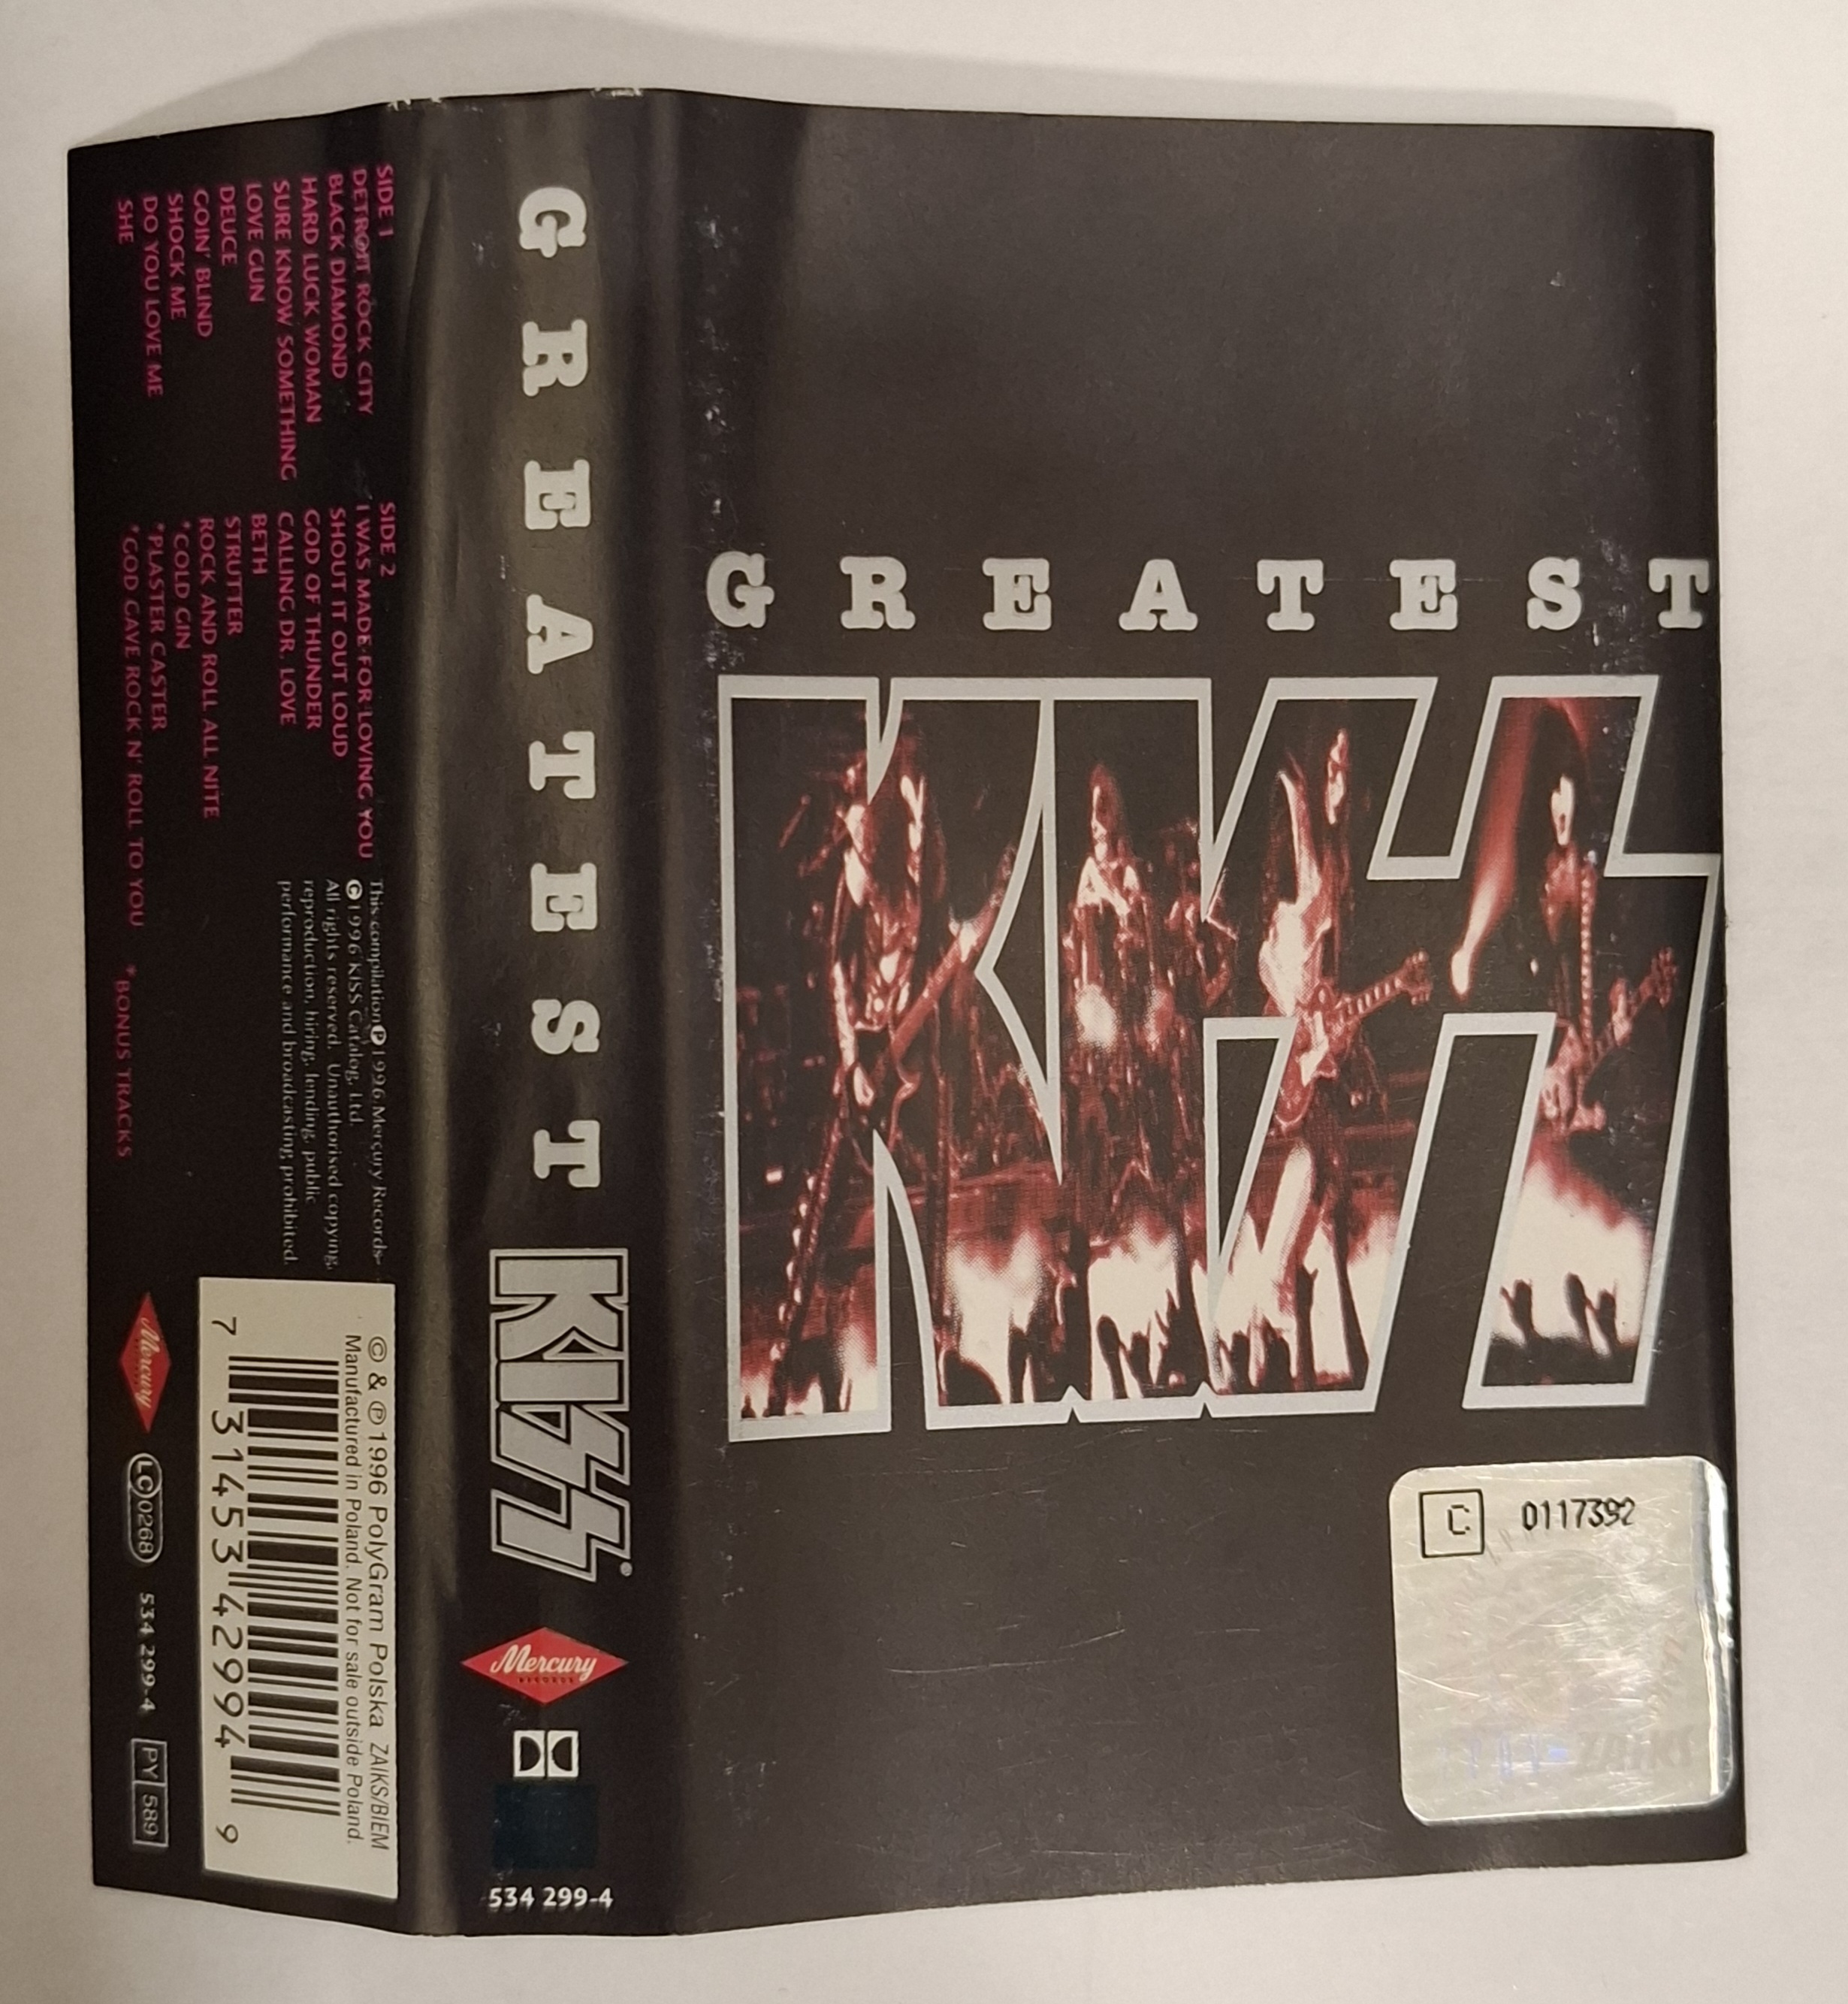 GREATEST
KISS
C 0117392
ZAIKS
GREATEST KISS®
Mercury
RECORDS
534 299-4
SIDE 1
DETROIT ROCK CITY
BLACK DIAMOND
HARD LUCK WOMAN
SURE KNOW SOMETHING
LOVE GUN
DEUCE
GOIN' BLIND
SHOCK ME
DO YOU LOVE ME
SHE
SIDE 2
I WAS MADE FOR LOVING YOU
SHOUT IT OUT LOUD
GOD OF THUNDER
CALLING DR. LOVE
BETH
STRUTTER
ROCK AND ROLL ALL NITE
*COLD GIN
*PLASTER CASTER
*GOD GAVE ROCK N' ROLL TO YOU
*BONUS TRACKS
This compilation ℗ 1996 Mercury Records
© 1996 KISS Catalog, Ltd.
All rights reserved. Unauthorised copying,
reproduction, hiring, lending, public
performance and broadcasting prohibited.
© & ℗ 1996 PolyGram Polska ZAIKS/BIEM
Manufactured in Poland. Not for sale outside Poland.
7 31453 42994 9
Mercury
LC 0268
534 299-4
PY 589